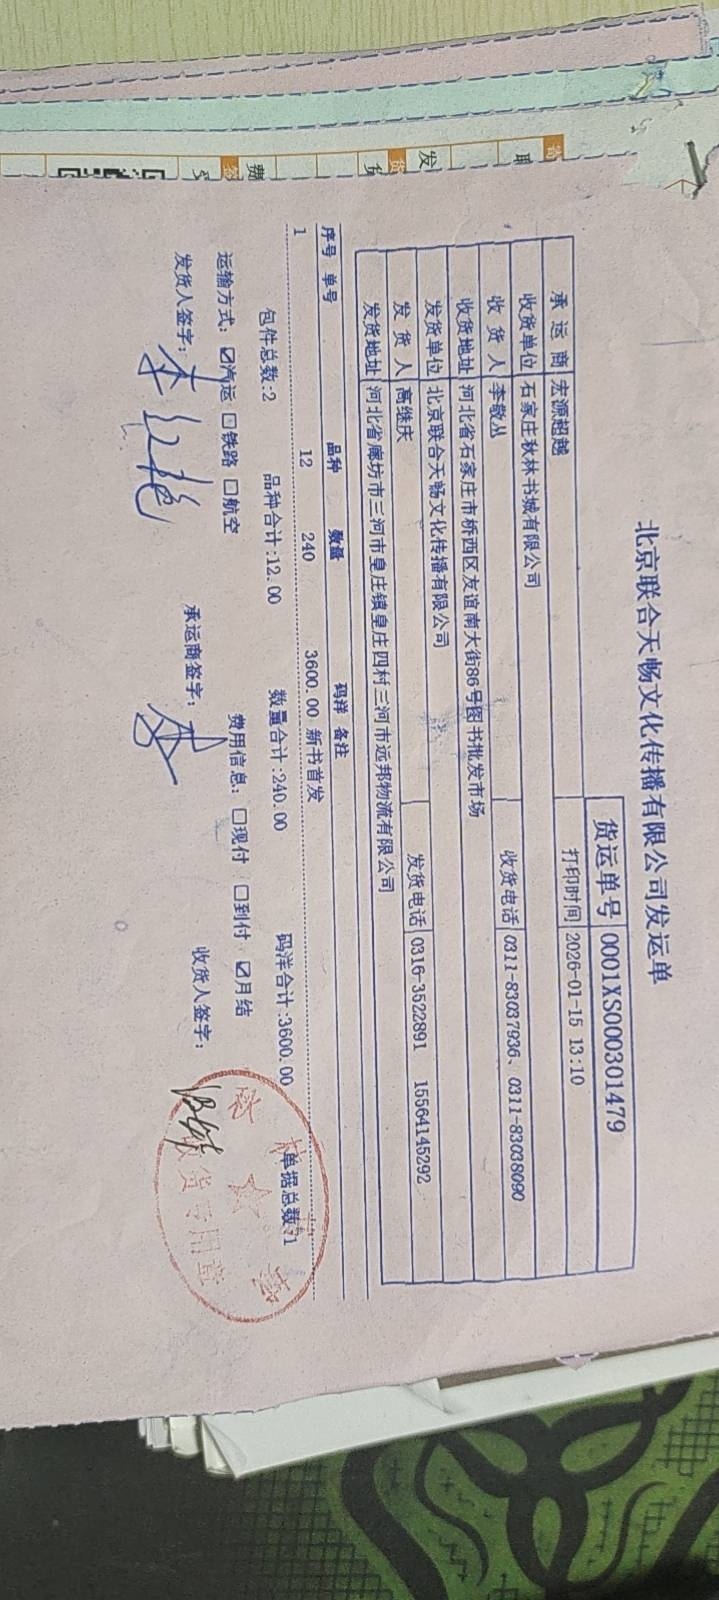 北京联合天畅文化传播有限公司发运单
货运单号 0001XS000301479
承运商 宏源超越 打印时间 2026-01-15 13:10
收货单位 石家庄秋林书城有限公司
收货人 李敬丛 收货电话 0311-83037936、0311-83038090
收货地址 河北省石家庄市桥西区友谊南大街86号图书批发市场
发货单位 北京联合天畅文化传播有限公司
发货人 高继庆 发货电话 0316-3522891 15564145292
发货地址 河北省廊坊市三河市皇庄镇皇庄四村三河市远邦物流有限公司
序号 单号 品种 数量 码洋 备注
1 12 240 3600.00 新书首发
包件总数:2 品种合计:12.00 数量合计:240.00 码洋合计:3600.00 单据总数:1
运输方式: ☑汽运 □铁路 □航空 费用信息: □现付 □到付 ☑月结
发货人签字: 承运商签字: 收货人签字:
收货专用章